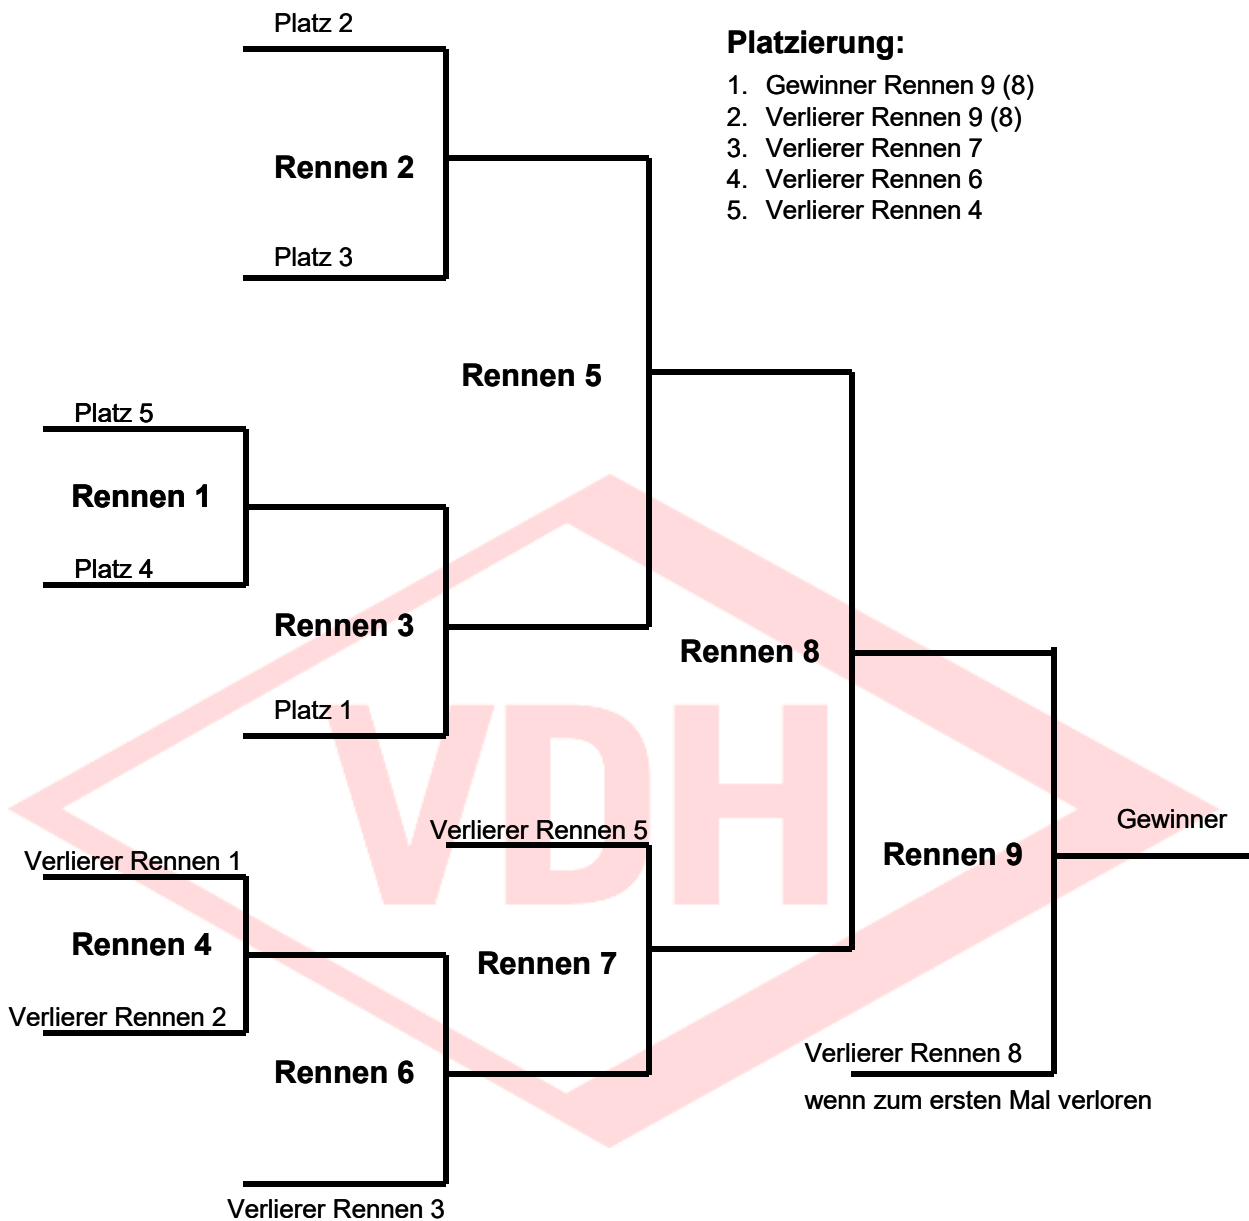 Platz 2
Platzierung:
1. Gewinner Rennen 9 (8)
2. Verlierer Rennen 9 (8)
3. Verlierer Rennen 7
4. Verlierer Rennen 6
5. Verlierer Rennen 4
Rennen 2
Platz 3
Rennen 5
Platz 5
Rennen 1
Platz 4
Rennen 3
Rennen 8
Platz 1
VDH
Verlierer Rennen 5
Gewinner
Verlierer Rennen 1
Rennen 9
Rennen 4
Rennen 7
Verlierer Rennen 2
Verlierer Rennen 8
Rennen 6
wenn zum ersten Mal verloren
Verlierer Rennen 3